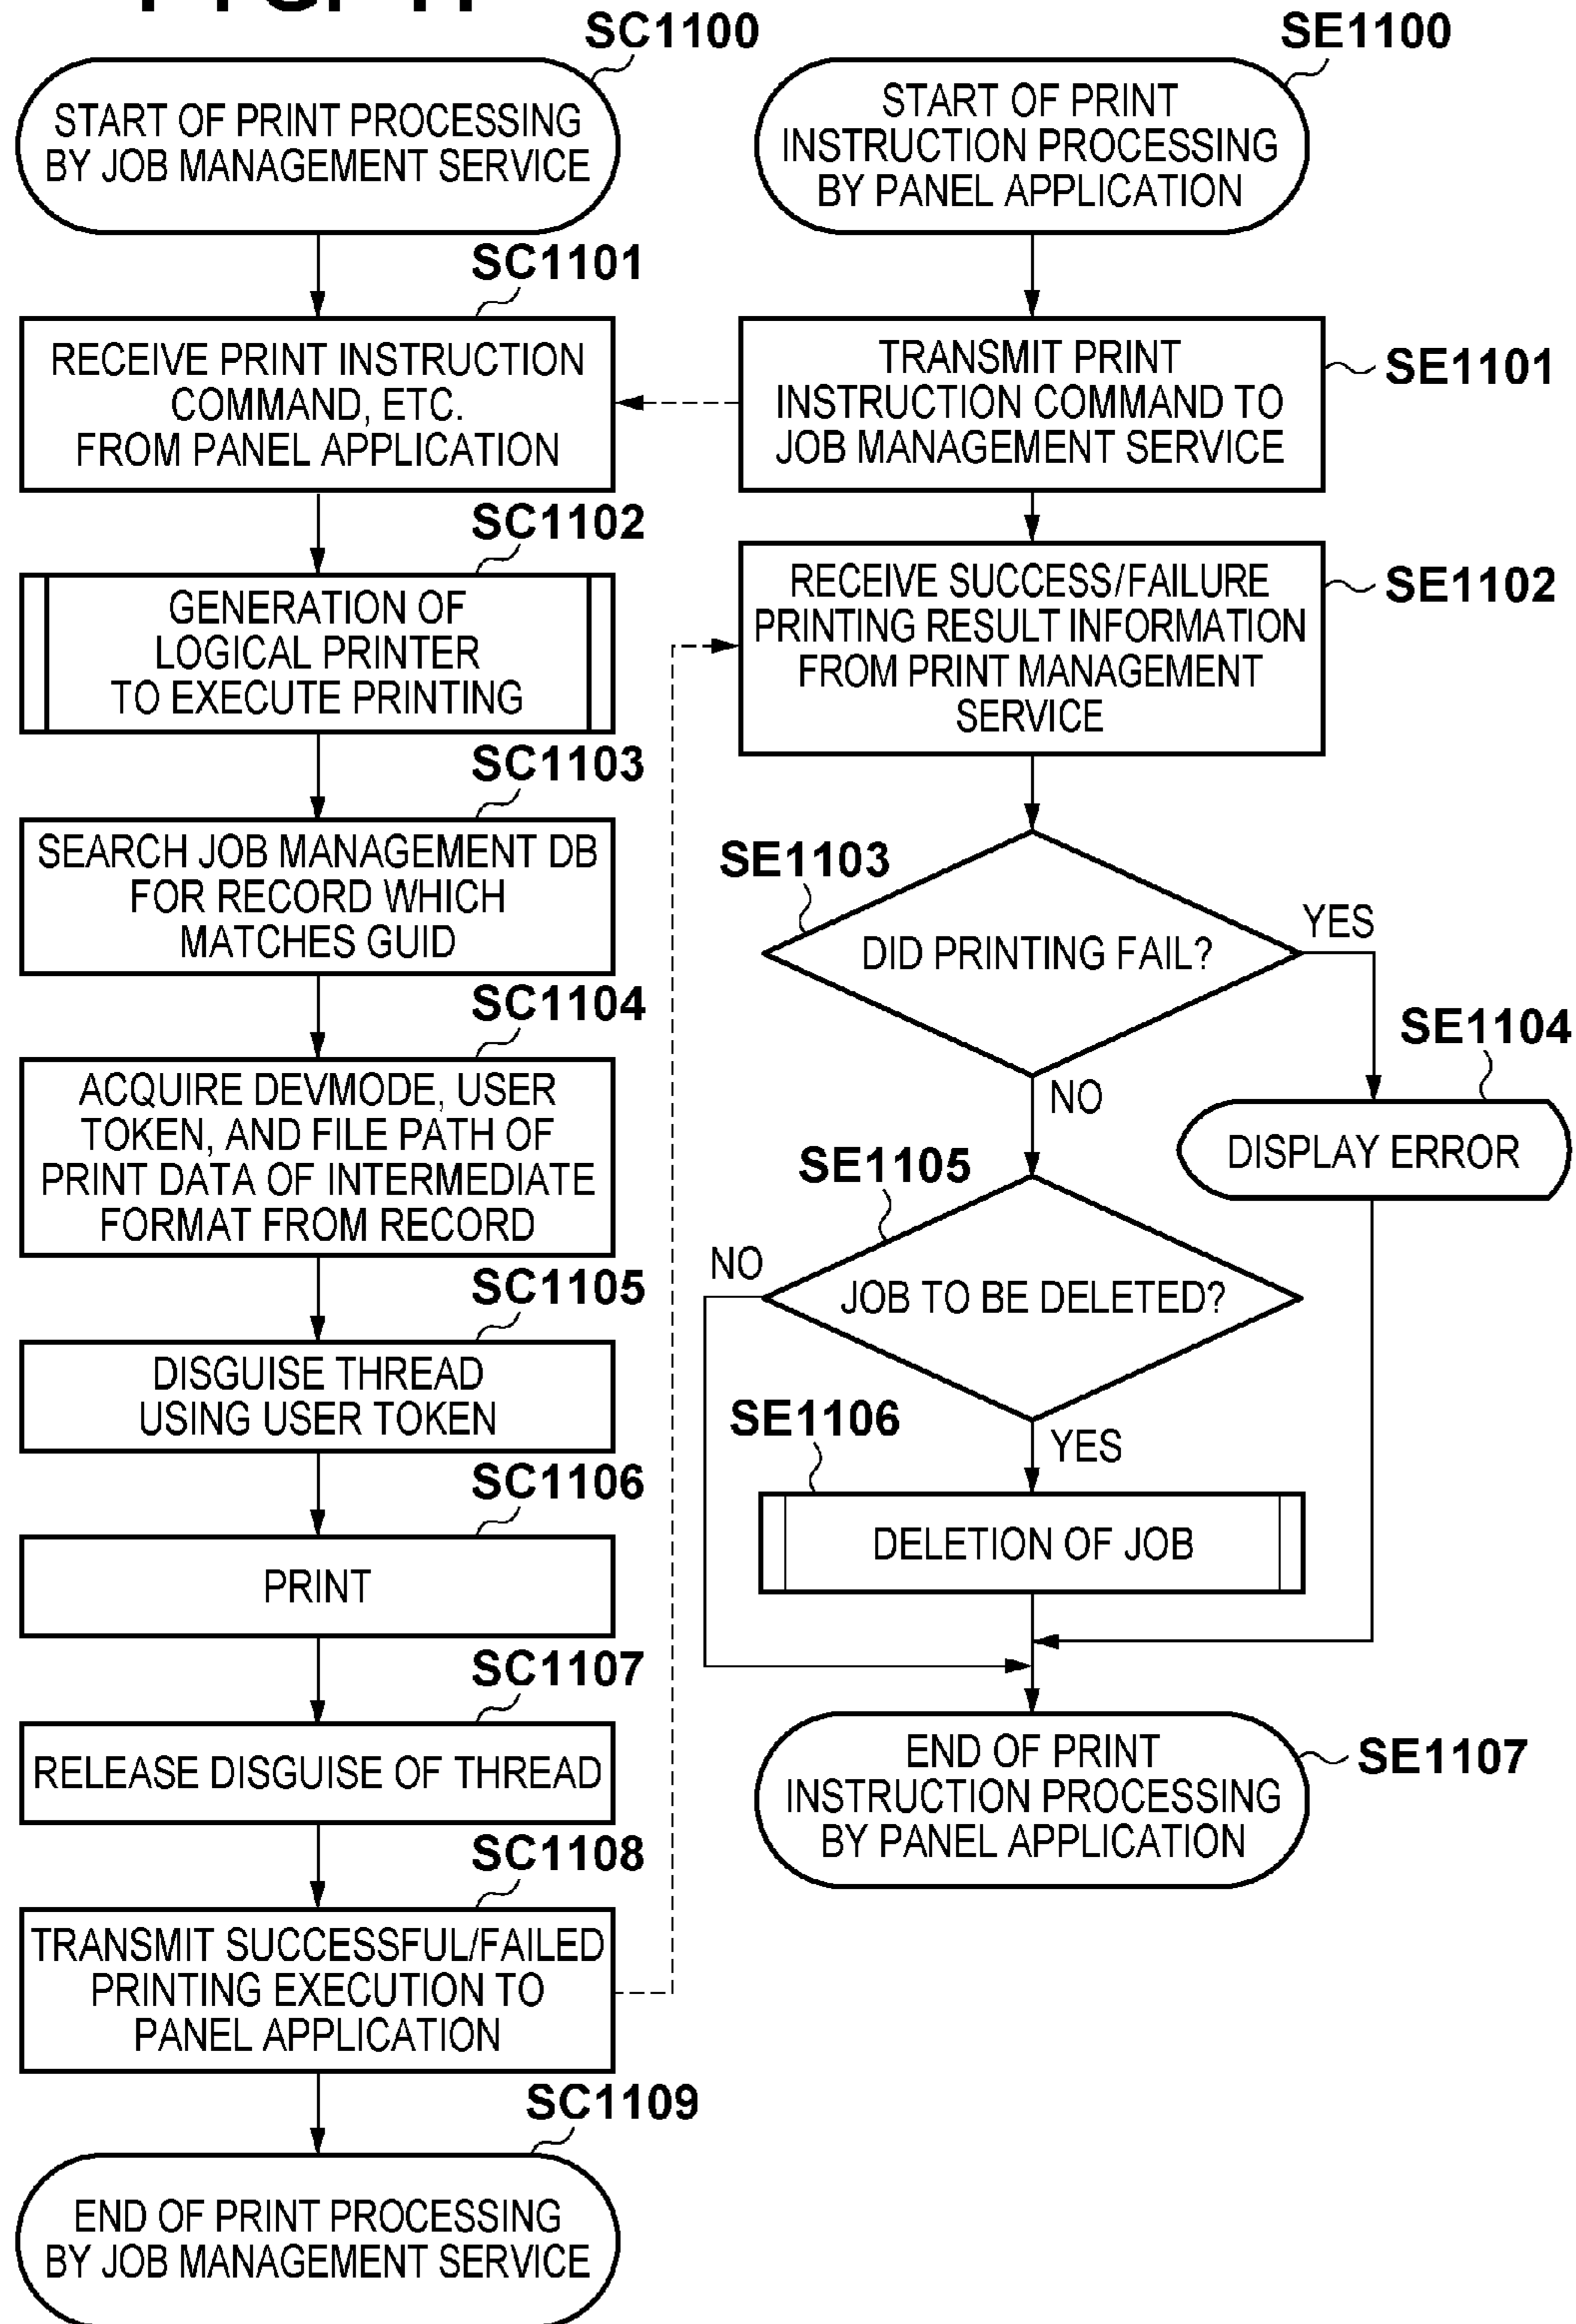 SC1100
START OF PRINT PROCESSING
BY JOB MANAGEMENT SERVICE
SC1101
RECEIVE PRINT INSTRUCTION
COMMAND, ETC.
FROM PANEL APPLICATION
SC1102
GENERATION OF
LOGICAL PRINTER
TO EXECUTE PRINTING
SC1103
SEARCH JOB MANAGEMENT DB
FOR RECORD WHICH
MATCHES GUID
SC1104
ACQUIRE DEVMODE, USER
TOKEN, AND FILE PATH OF
PRINT DATA OF INTERMEDIATE
FORMAT FROM RECORD
SC1105
DISGUISE THREAD
USING USER TOKEN
SC1106
PRINT
SC1107
RELEASE DISGUISE OF THREAD
SC1108
TRANSMIT SUCCESSFUL/FAILED
PRINTING EXECUTION TO
PANEL APPLICATION
SC1109
END OF PRINT PROCESSING
BY JOB MANAGEMENT SERVICE
SE1100
START OF PRINT
INSTRUCTION PROCESSING
BY PANEL APPLICATION
TRANSMIT PRINT
INSTRUCTION COMMAND TO
JOB MANAGEMENT SERVICE
SE1101
RECEIVE SUCCESS/FAILURE
PRINTING RESULT INFORMATION
FROM PRINT MANAGEMENT
SERVICE
SE1102
SE1103
DID PRINTING FAIL?
YES
NO
SE1104
DISPLAY ERROR
SE1105
NO
JOB TO BE DELETED?
YES
SE1106
DELETION OF JOB
END OF PRINT
INSTRUCTION PROCESSING
BY PANEL APPLICATION
SE1107